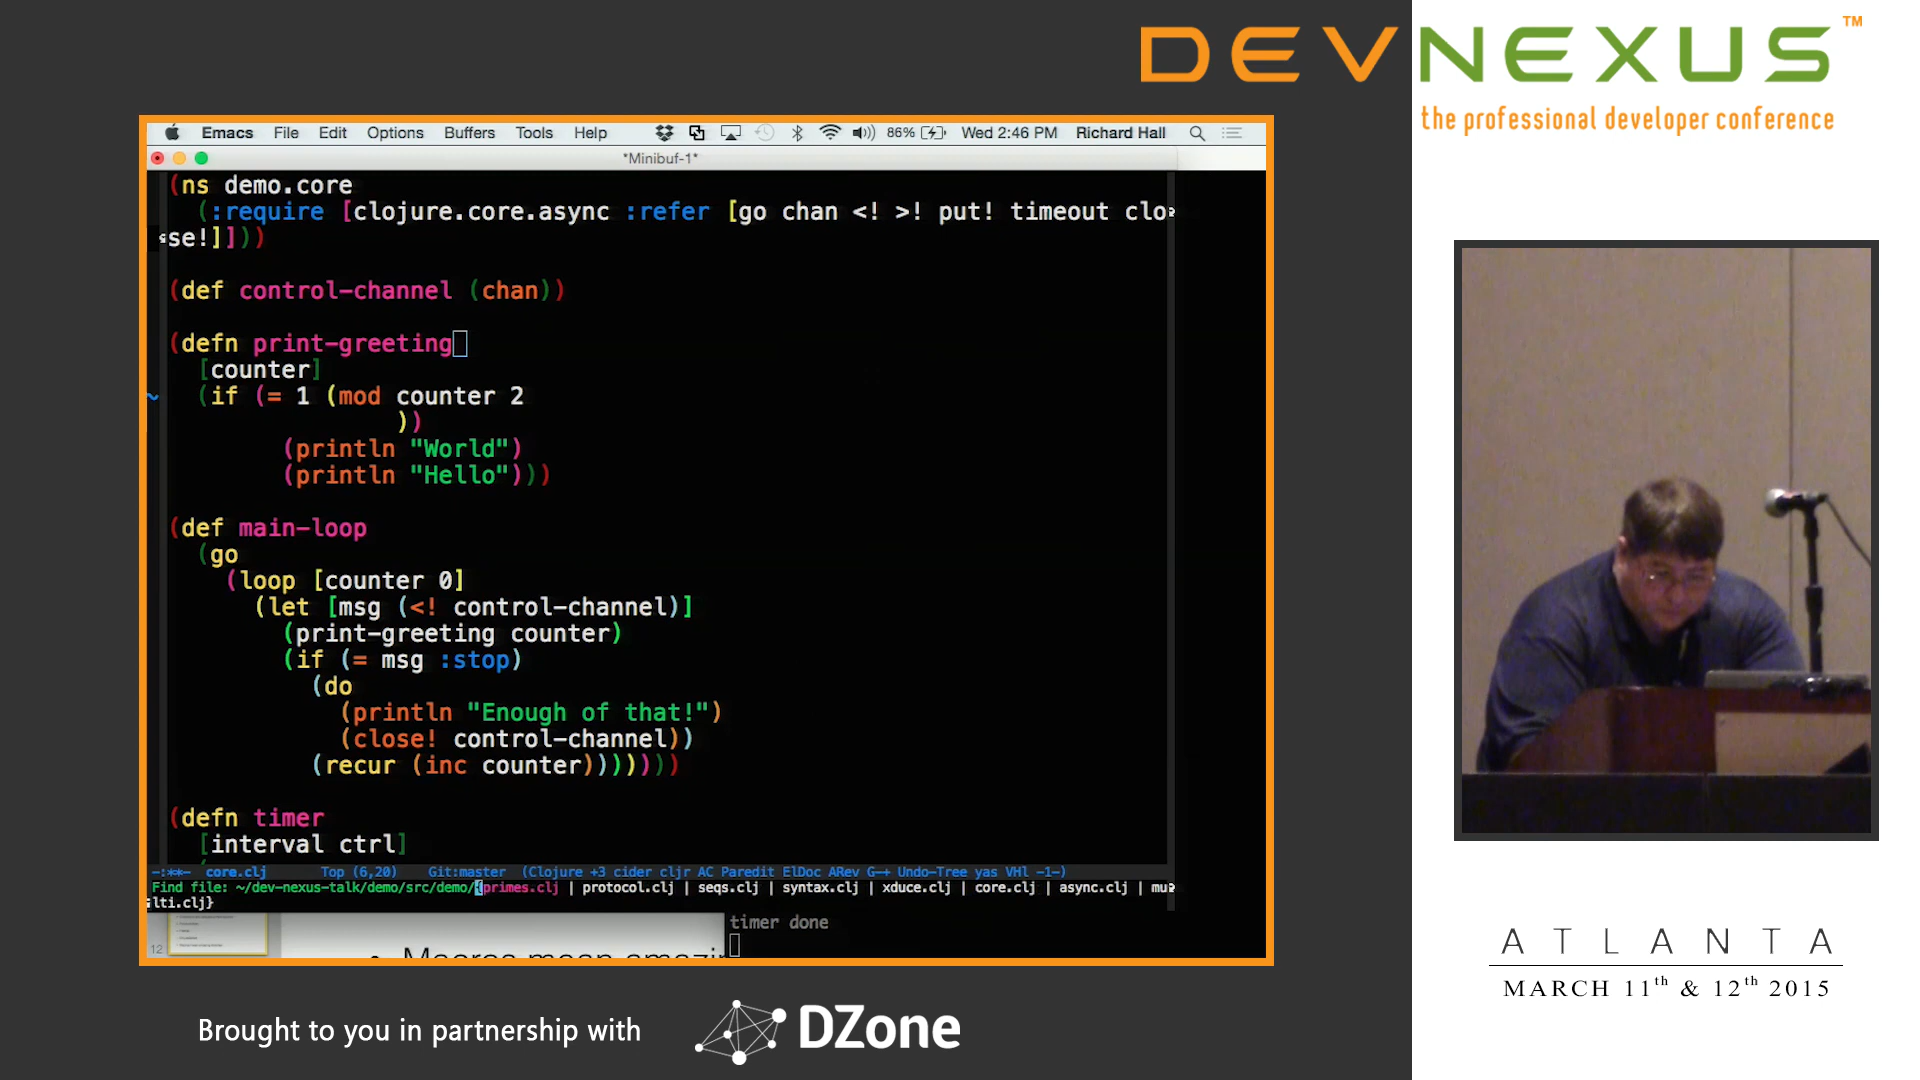 DEVNEXUS™
the professional developer conference
Emacs File Edit Options Buffers Tools Help 86% Wed 2:46 PM Richard Hall
*Minibuf-1*
(ns demo.core
(:require [clojure.core.async :refer [go chan <! >! put! timeout clo
se!]]))
(def control-channel (chan))
(defn print-greeting
[counter]
(if (= 1 (mod counter 2
))
(println "World")
(println "Hello")))
(def main-loop
(go
(loop [counter 0]
(let [msg (<! control-channel)]
(print-greeting counter)
(if (= msg :stop)
(do
(println "Enough of that!")
(close! control-channel))
(recur (inc counter)))))))
(defn timer
[interval ctrl]
-:**- core.clj Top (6,20) Git:master (Clojure +3 cider cljr AC Paredit ElDoc ARev G-+ Undo-Tree yas VHl -1-)
Find file: ~/dev-nexus-talk/demo/src/demo/{primes.clj | protocol.clj | seqs.clj | syntax.clj | xduce.clj | core.clj | async.clj | mu
lti.clj}
timer done
12
ATLANTA
MARCH 11th & 12th 2015
Brought to you in partnership with DZone